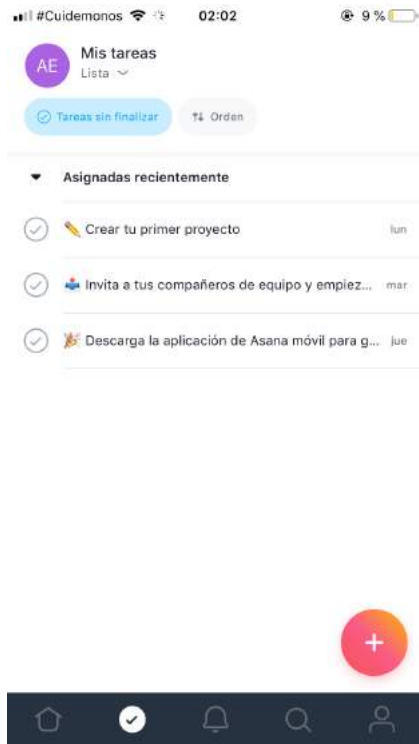 #Cuidemonos 02:02 9 %
AE Mis tareas
Lista
Tareas sin finalizar Orden
Asignadas recientemente
Crear tu primer proyecto lun
Invita a tus compañeros de equipo y empiez... mar
Descarga la aplicación de Asana móvil para g... jue